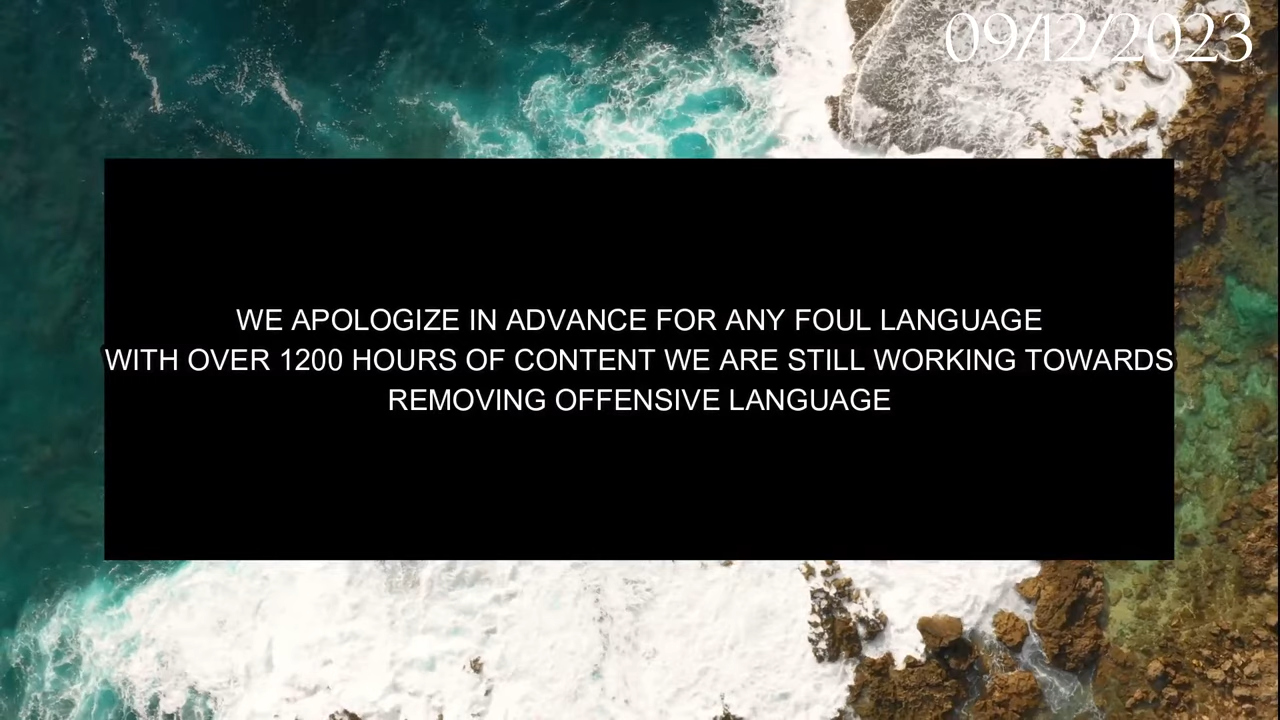 09/12/2023
WE APOLOGIZE IN ADVANCE FOR ANY FOUL LANGUAGE
WITH OVER 1200 HOURS OF CONTENT WE ARE STILL WORKING TOWARDS
REMOVING OFFENSIVE LANGUAGE